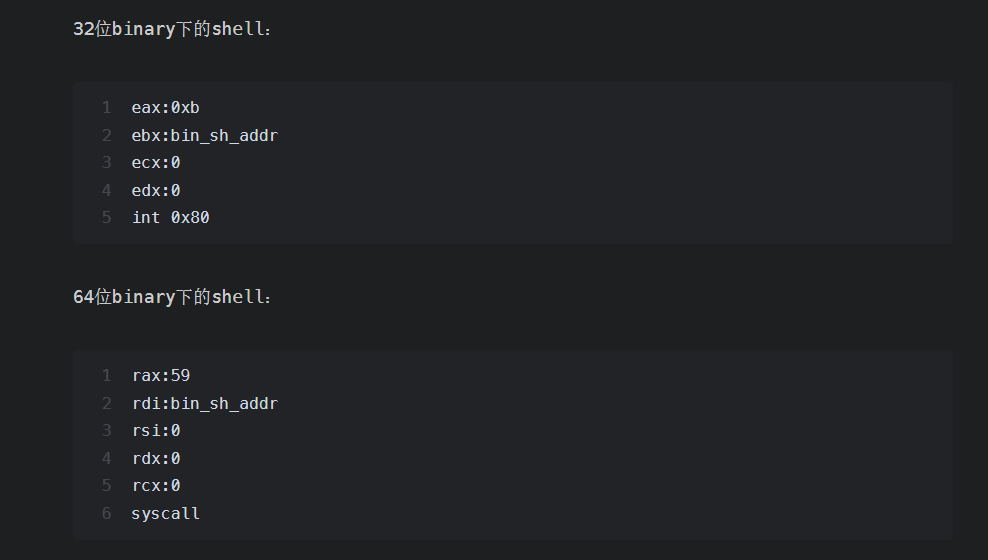 32位binary下的shell：
1 eax:0xb
2 ebx:bin_sh_addr
3 ecx:0
4 edx:0
5 int 0x80
64位binary下的shell：
1 rax:59
2 rdi:bin_sh_addr
3 rsi:0
4 rdx:0
5 rcx:0
6 syscall